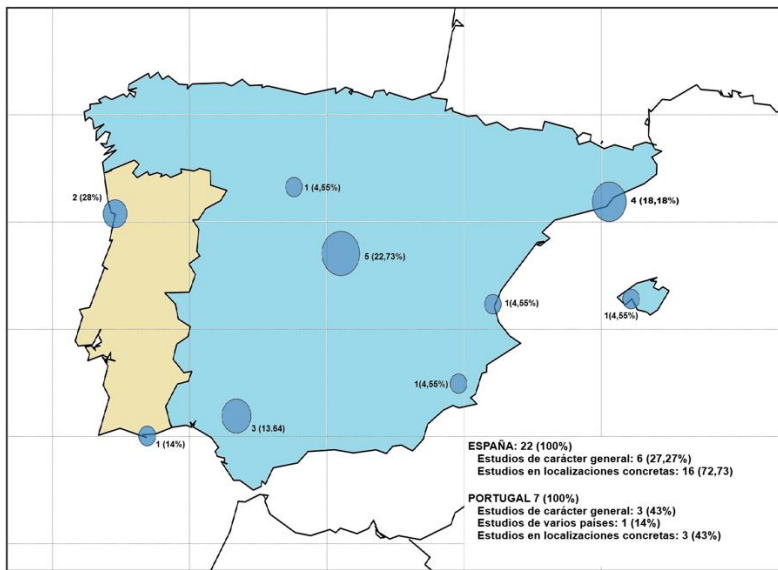 1 (4,55%)
2 (28%)
4 (18,18%)
5 (22,73%)
1(4,55%)
1(4,55%)
1(4,55%)
3 (13.64)
1 (14%)
ESPAÑA: 22 (100%)
Estudios de carácter general: 6 (27,27%)
Estudios en localizaciones concretas: 16 (72,73)
PORTUGAL 7 (100%)
Estudios de carácter general: 3 (43%)
Estudios de varios países: 1 (14%)
Estudios en localizaciones concretas: 3 (43%)